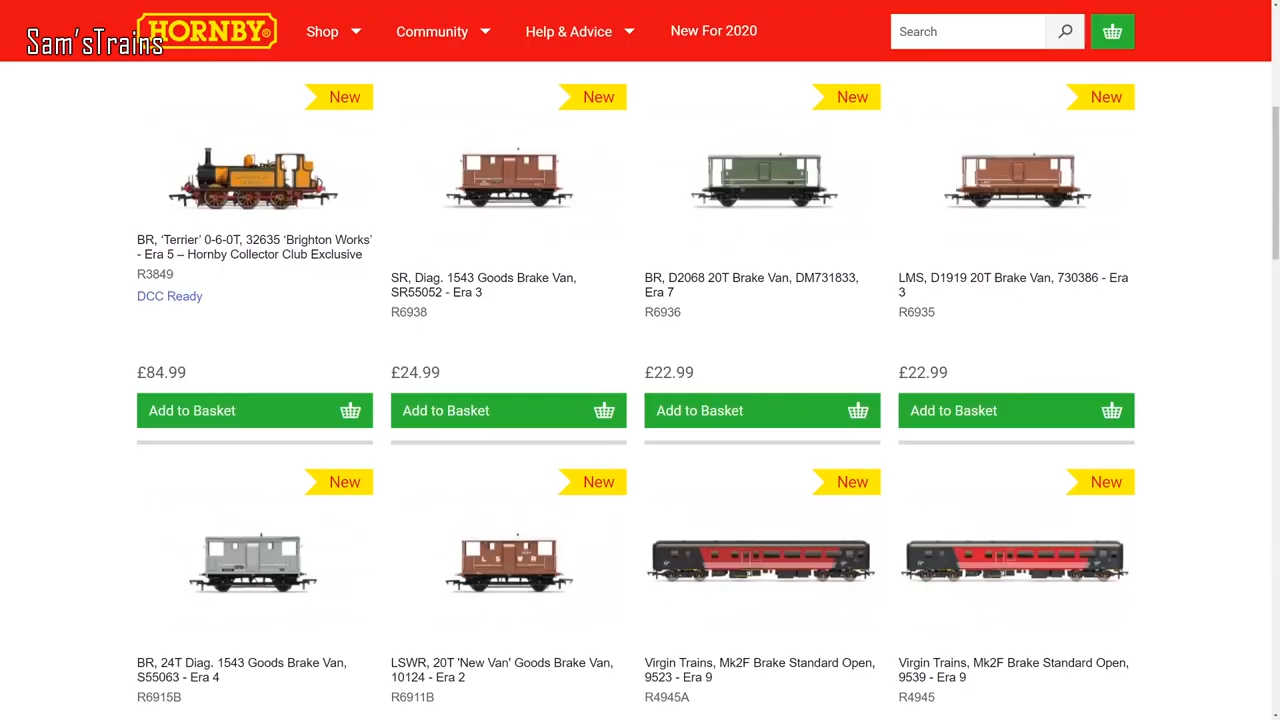 Sam'sTrains
HORNBY®
Shop
Community
Help & Advice
New For 2020
Search
New
New
New
New
BR, ‘Terrier’ 0-6-0T, 32635 ‘Brighton Works’
- Era 5 – Hornby Collector Club Exclusive
R3849
DCC Ready
£84.99
Add to Basket
SR, Diag. 1543 Goods Brake Van,
SR55052 - Era 3
R6938
£24.99
Add to Basket
BR, D2068 20T Brake Van, DM731833,
Era 7
R6936
£22.99
Add to Basket
LMS, D1919 20T Brake Van, 730386 - Era
3
R6935
£22.99
Add to Basket
New
New
New
New
L S W R
BR, 24T Diag. 1543 Goods Brake Van,
S55063 - Era 4
R6915B
LSWR, 20T 'New Van' Goods Brake Van,
10124 - Era 2
R6911B
Virgin Trains, Mk2F Brake Standard Open,
9523 - Era 9
R4945A
Virgin Trains, Mk2F Brake Standard Open,
9539 - Era 9
R4945